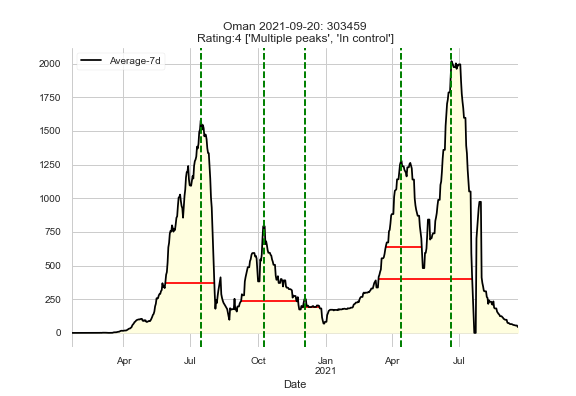 Oman 2021-09-20: 303459
Rating:4 ['Multiple peaks', 'In control']
Average-7d
2000
1750
1500
1250
1000
750
500
250
0
Apr Jul Oct Jan Apr Jul
2021
Date